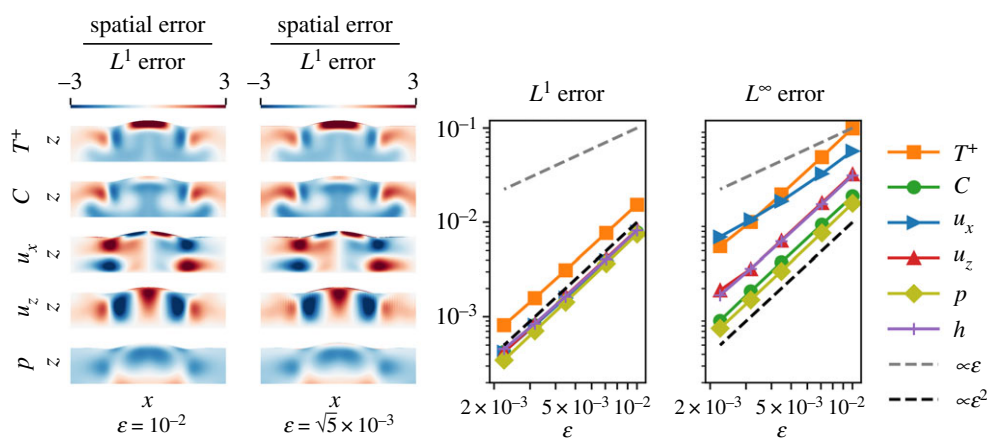 spatial error spatial error
L¹ error L¹ error
−3 3 −3 3
T⁺ z
C z
uₓ z
u_z z
p z
x x
ε = 10⁻² ε = √5 × 10⁻³
L¹ error L^∞ error
10⁻¹
10⁻²
10⁻³
2 × 10⁻³ 5 × 10⁻³ 10⁻² 2 × 10⁻³ 5 × 10⁻³ 10⁻²
ε ε
T⁺
C
uₓ
u_z
p
h
∝ε
∝ε²